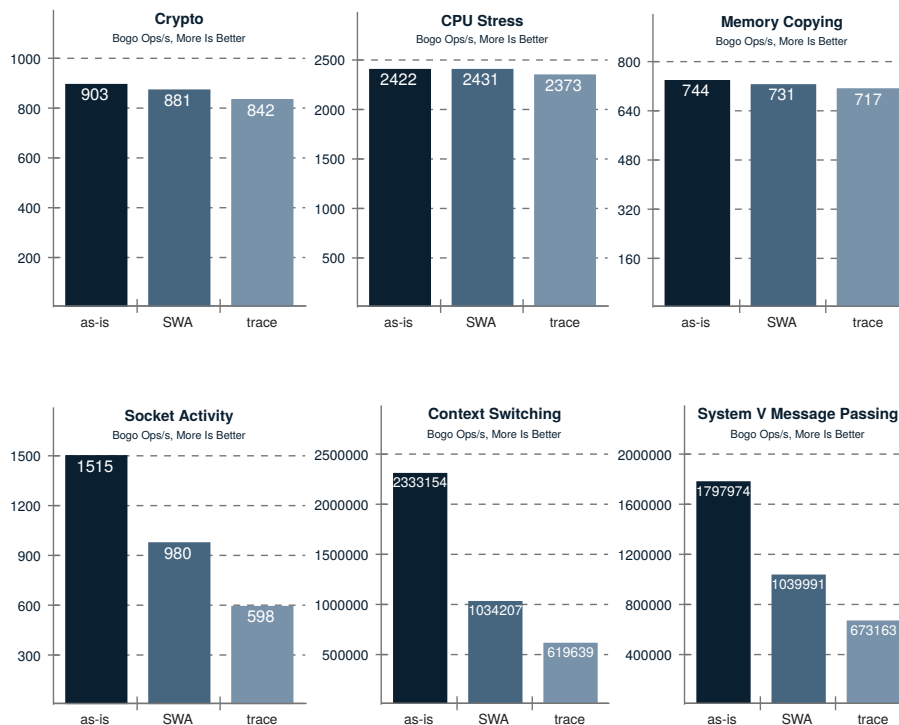 Crypto
Bogo Ops/s, More Is Better
1000
800
600
400
200
903
881
842
as-is
SWA
trace
CPU Stress
Bogo Ops/s, More Is Better
2500
2000
1500
1000
500
2422
2431
2373
as-is
SWA
trace
Memory Copying
Bogo Ops/s, More Is Better
800
640
480
320
160
744
731
717
as-is
SWA
trace
Socket Activity
Bogo Ops/s, More Is Better
1500
1200
900
600
300
1515
980
598
as-is
SWA
trace
Context Switching
Bogo Ops/s, More Is Better
2500000
2000000
1500000
1000000
500000
2333154
1034207
619639
as-is
SWA
trace
System V Message Passing
Bogo Ops/s, More Is Better
2000000
1600000
1200000
800000
400000
1797974
1039991
673163
as-is
SWA
trace